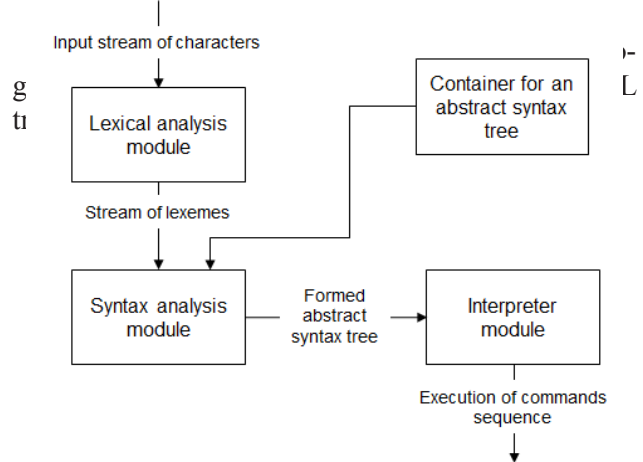 Input stream of characters
Lexical analysis
module
Container for an
abstract syntax
tree
Stream of lexemes
Syntax analysis
module
Formed
abstract
syntax tree
Interpreter
module
Execution of commands
sequence